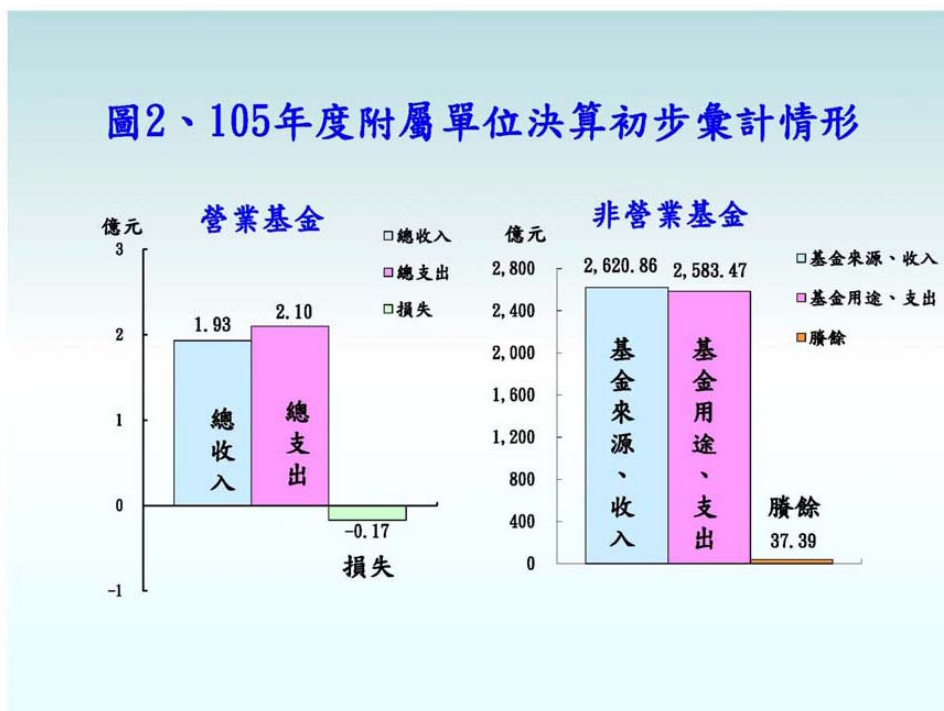 圖2、105年度附屬單位決算初步彙計情形
營業基金
億元
總收入
總支出
損失
3
2
1
0
-1
1.93
2.10
-0.17
總收入
總支出
損失
非營業基金
億元
基金來源、收入
基金用途、支出
賸餘
2,800
2,400
2,000
1,600
1,200
800
400
0
2,620.86
2,583.47
37.39
基金來源、收入
基金用途、支出
賸餘